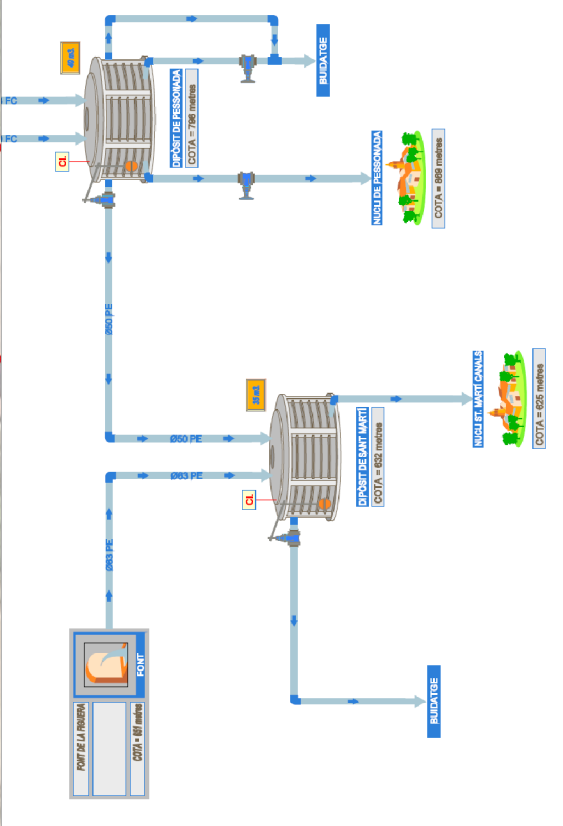 FC
FC
CL
DIPÒSIT DE PESSONADA
COTA = 798 metres
BUIDATGE
NUCLI DE PESSONADA
COTA = 869 metres
Ø50 PE
Ø50 PE
Ø63 PE
Ø63 PE
CL
DIPÒSIT DE SANT MARTÍ
COTA = 632 metres
NUCLI ST. MARTÍ CANALS
COTA = 625 metres
BUIDATGE
FONT DE LA FIGUERA
COTA = 651 metres
FONT